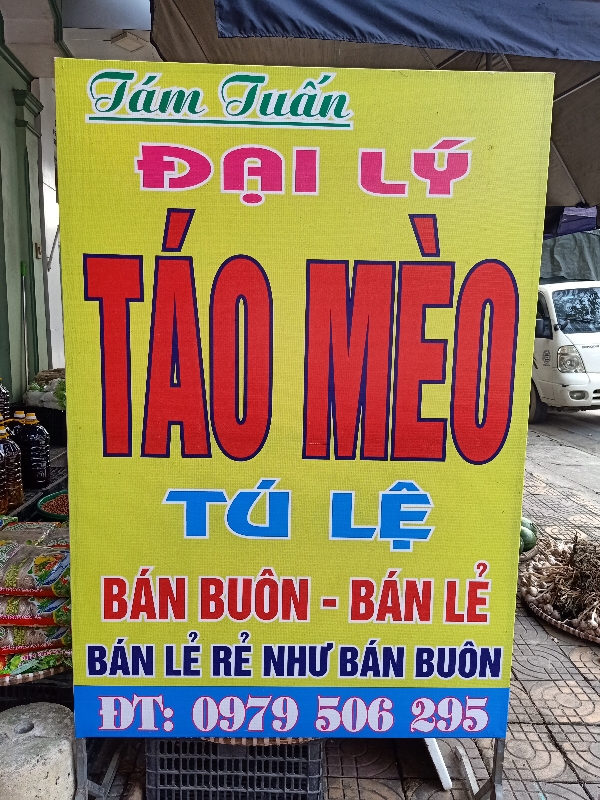 Tám Tuấn
ĐẠI LÝ
TÁO MÈO
TÚ LỆ
BÁN BUÔN - BÁN LẺ
BÁN LẺ RẺ NHƯ BÁN BUÔN
ĐT: 0979 506 295